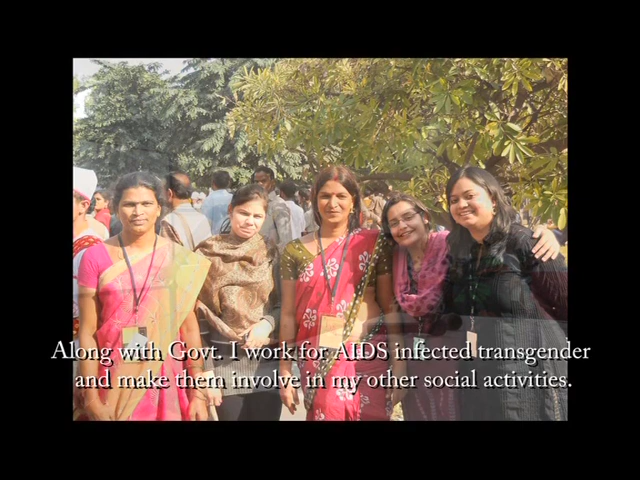 Along with Govt. I work for AIDS infected transgender
and make them involve in my other social activities.